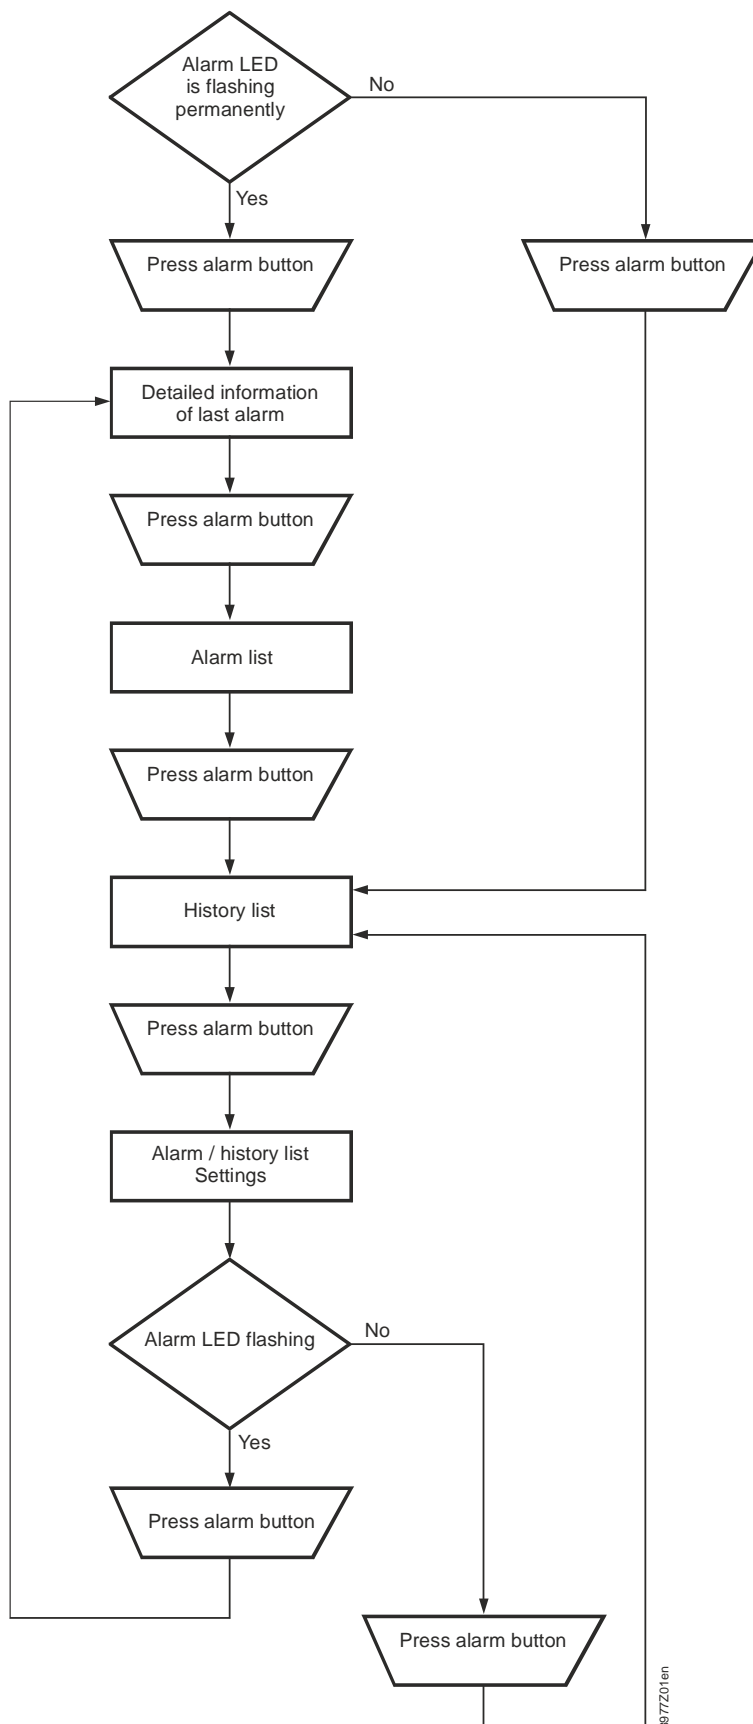 Alarm LED
is flashing
permanently
No
Yes
Press alarm button
Press alarm button
Detailed information
of last alarm
Press alarm button
Alarm list
Press alarm button
History list
Press alarm button
Alarm / history list
Settings
Alarm LED flashing
No
Yes
Press alarm button
Press alarm button